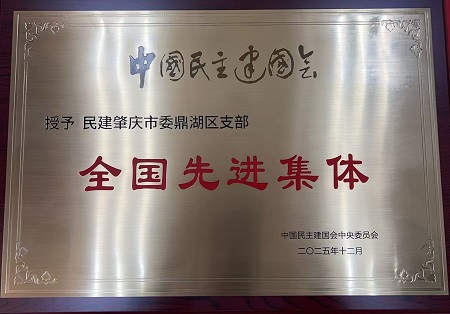 中國民主建國会
授予 民建肇庆市委鼎湖区支部
全国先进集体
中国民主建国会中央委员会
二〇二五年十二月